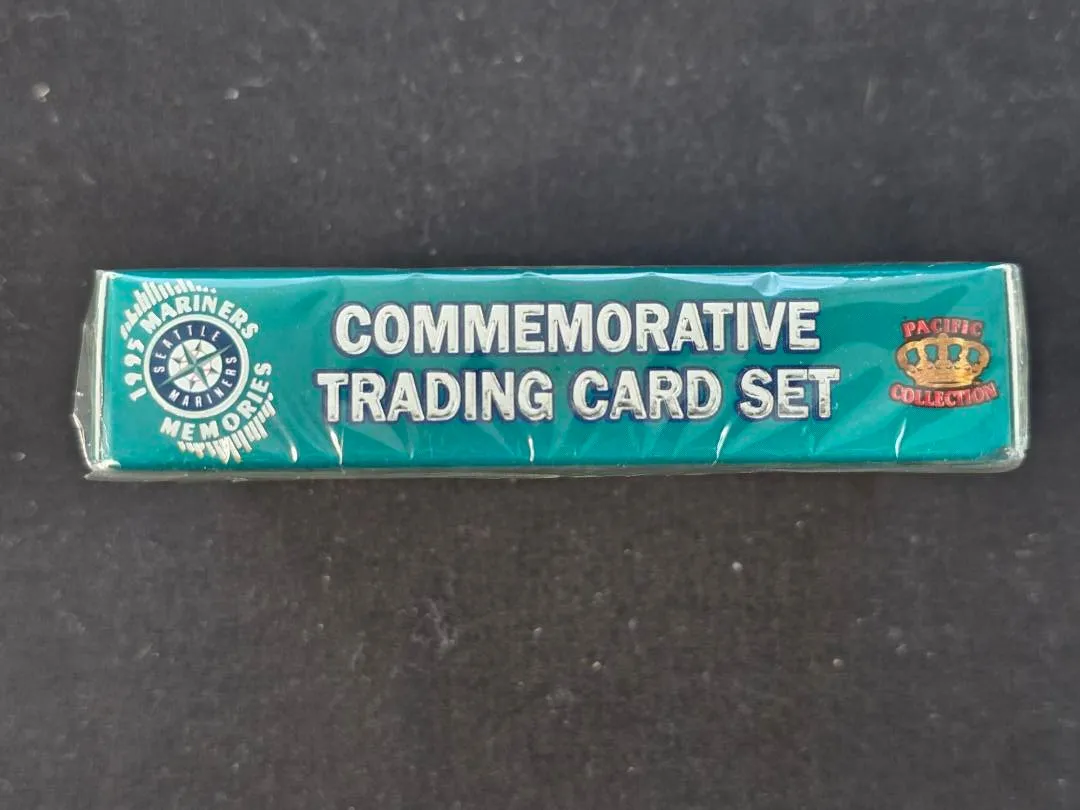 1995 MARINERS
SEATTLE
MARINERS
MEMORIES
COMMEMORATIVE
TRADING CARD SET
PACIFIC
COLLECTION